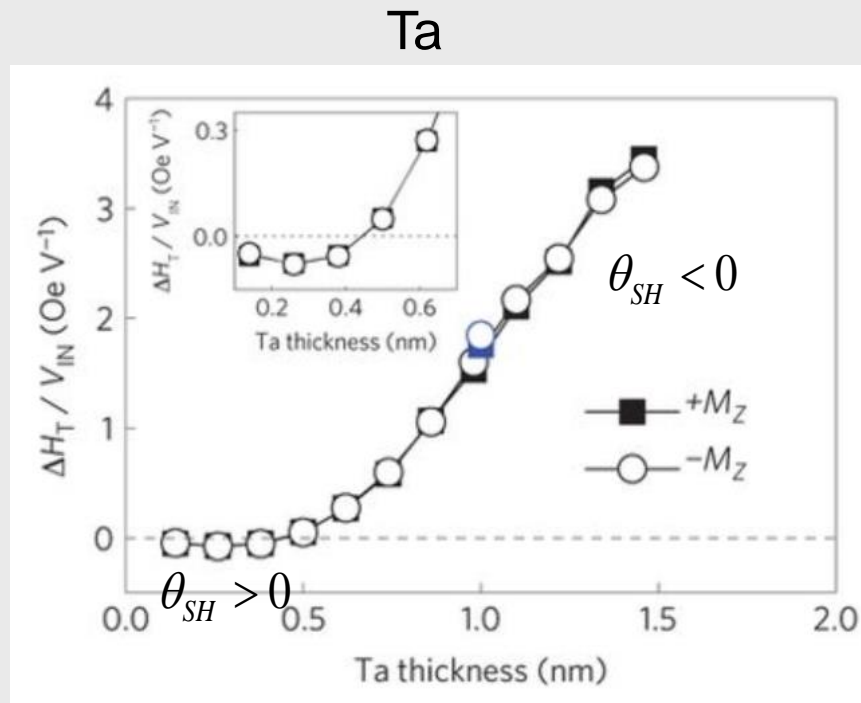 Ta
4
3
2
1
0
ΔH_T / V_IN (Oe V⁻¹)
0.3
0.0
ΔH_T / V_IN (Oe V⁻¹)
0.2 0.4 0.6
Ta thickness (nm)
θ_SH < 0
+M_Z
−M_Z
θ_SH > 0
0.0 0.5 1.0 1.5 2.0
Ta thickness (nm)